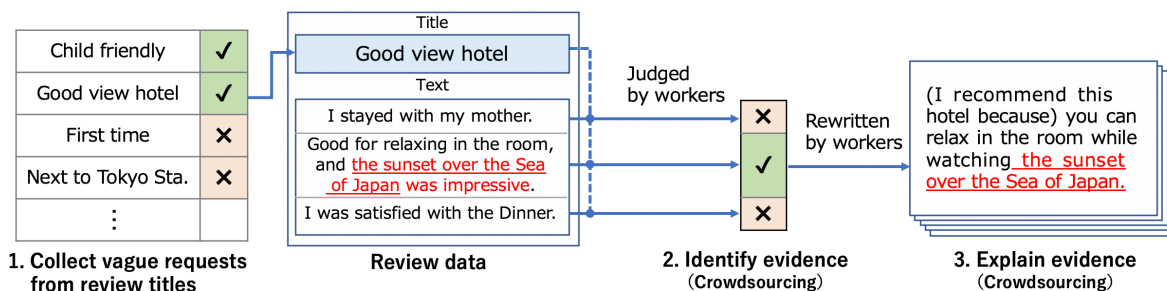 Child friendly ✓
Good view hotel ✓
First time ×
Next to Tokyo Sta. ×
⋮
1. Collect vague requests
from review titles
Title
Good view hotel
Text
I stayed with my mother.
Good for relaxing in the room,
and the sunset over the Sea
of Japan was impressive.
I was satisfied with the Dinner.
Review data
Judged
by workers
×
✓
×
2. Identify evidence
(Crowdsourcing)
Rewritten
by workers
(I recommend this
hotel because) you can
relax in the room while
watching the sunset
over the Sea of Japan.
3. Explain evidence
(Crowdsourcing)